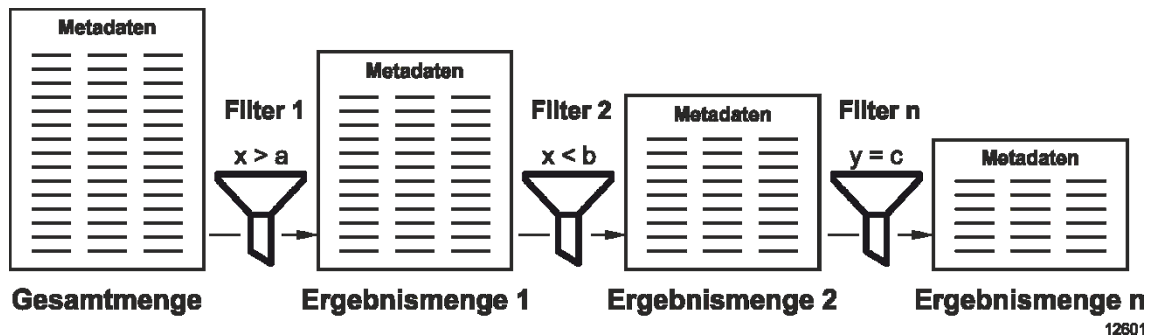 Metadaten
Metadaten
Metadaten
Metadaten
Filter 1
Filter 2
Filter n
x > a
x < b
y = c
Gesamtmenge
Ergebnismenge 1
Ergebnismenge 2
Ergebnismenge n
12601